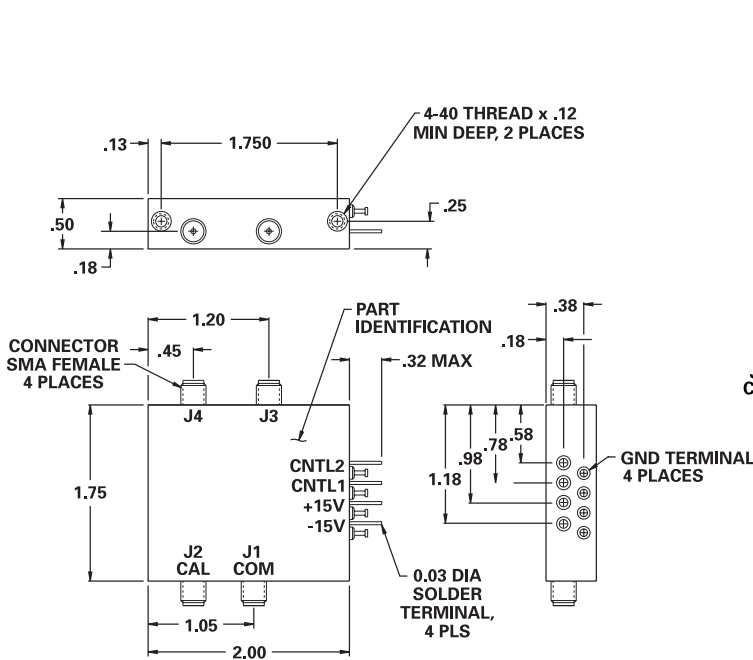 4-40 THREAD x .12
MIN DEEP, 2 PLACES
.13
1.750
.50
.25
.18
1.20
PART
IDENTIFICATION
.38
.18
CONNECTOR
SMA FEMALE
4 PLACES
.45
.32 MAX
J4
J3
.58
.78
.98
1.18
GND TERMINAL
4 PLACES
CNTL2
CNTL1
+15V
-15V
1.75
J2
CAL
J1
COM
0.03 DIA
SOLDER
TERMINAL,
4 PLS
1.05
2.00